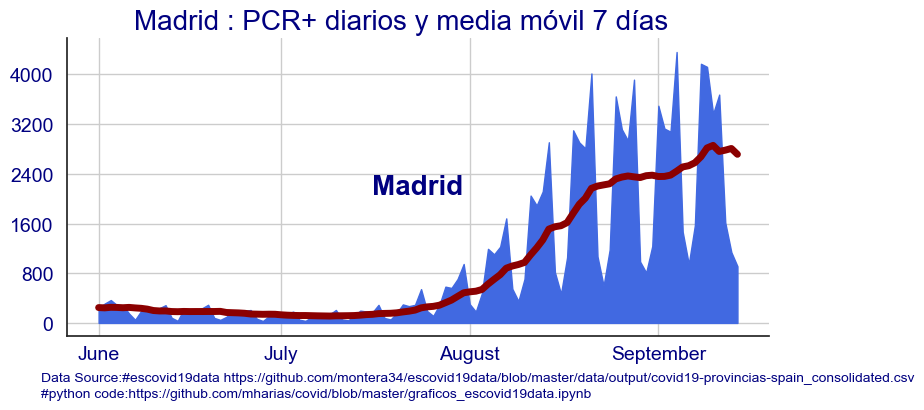 Madrid : PCR+ diarios y media móvil 7 días
4000
3200
2400
1600
800
0
Madrid
June July August September
Data Source:#escovid19data https://github.com/montera34/escovid19data/blob/master/data/output/covid19-provincias-spain_consolidated.csv
#python code:https://github.com/mharias/covid/blob/master/graficos_escovid19data.ipynb